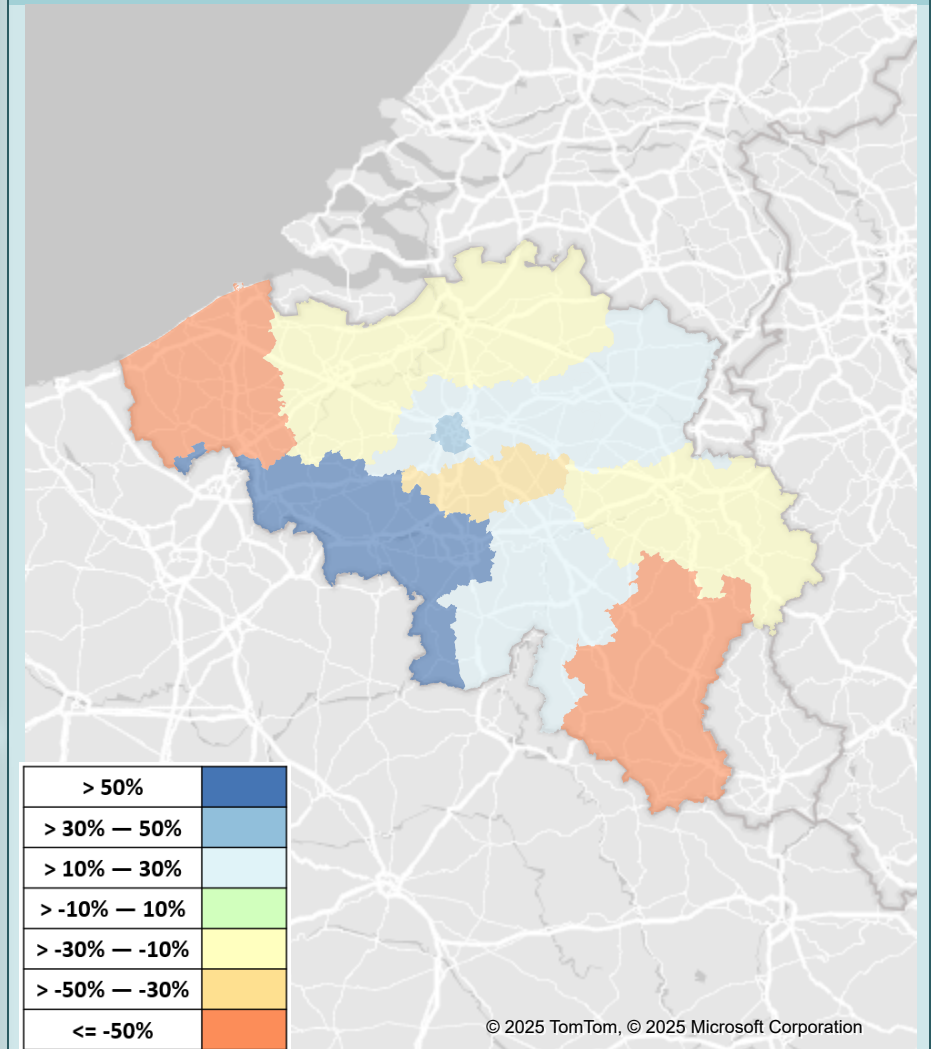 > 50%
> 30% — 50%
> 10% — 30%
> -10% — 10%
> -30% — -10%
> -50% — -30%
<= -50%
© 2025 TomTom, © 2025 Microsoft Corporation